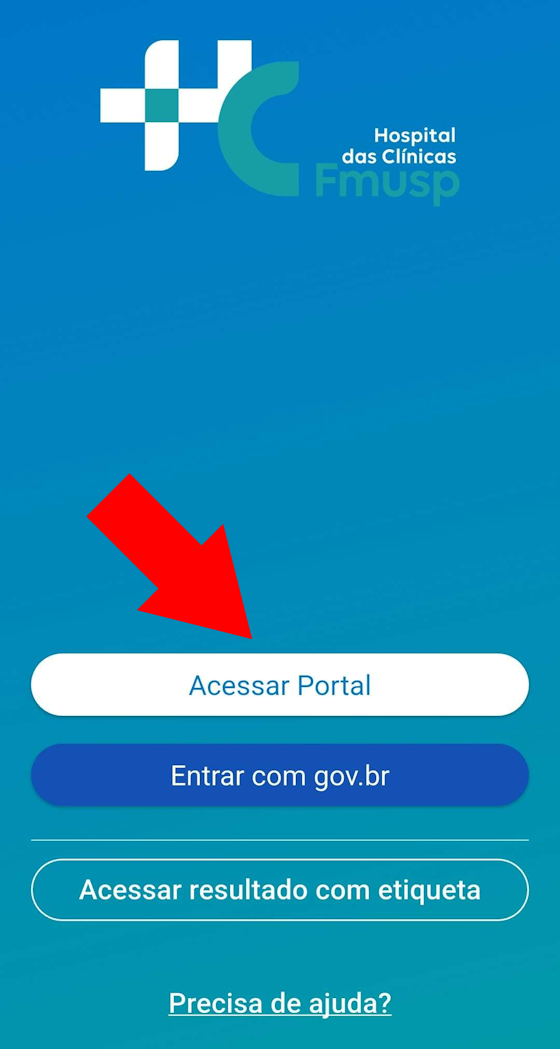 Hospital
das Clínicas
Fmusp
Acessar Portal
Entrar com gov.br
Acessar resultado com etiqueta
Precisa de ajuda?